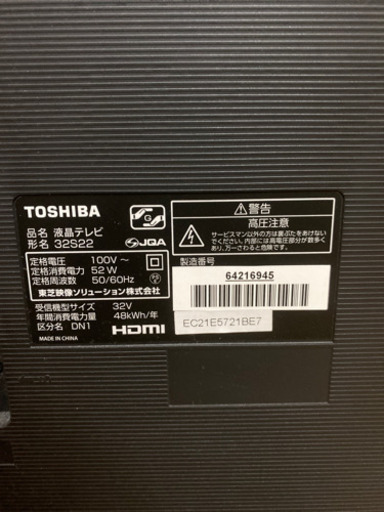 TOSHIBA
品名 液晶テレビ
形名 32S22
JQA
定格電圧 100V～
定格消費電力 52W
定格周波数 50/60Hz
東芝映像ソリューション株式会社
受信機型サイズ 32V
年間消費電力量 48kWh/年
区分名 DN1
MADE IN CHINA
HDMI
警告
高圧注意
サービスマン以外の方は裏ぶたをあけないで
ください。内部には高電圧部分が数多く
あり、万一さわると危険です。
製造番号
64216945
EC21E5721BE7